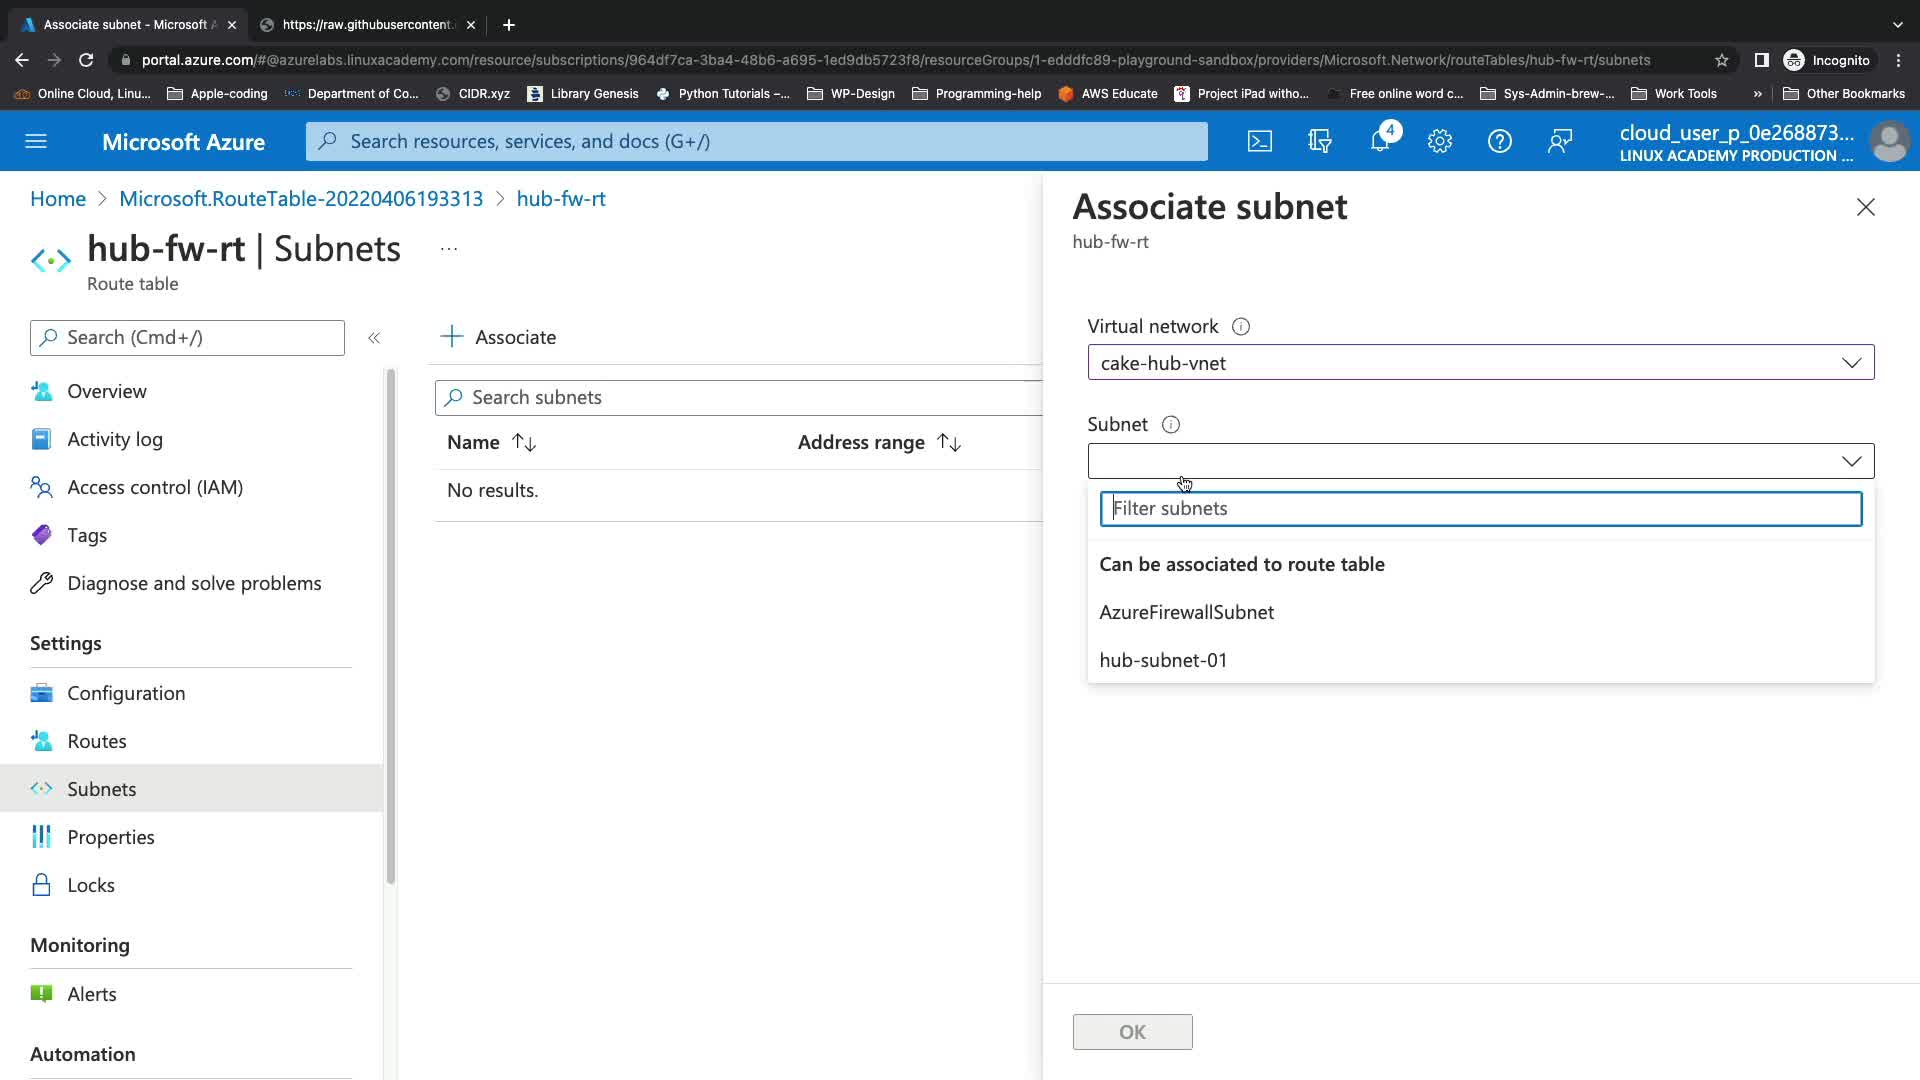 Associate subnet - Microsoft A
https://raw.githubusercontent.
portal.azure.com/#@azurelabs.linuxacademy.com/resource/subscriptions/964df7ca-3ba4-48b6-a695-1ed9db5723f8/resourceGroups/1-edddfc89-playground-sandbox/providers/Microsoft.Network/routeTables/hub-fw-rt/subnets
Incognito
Online Cloud, Linu...
Apple-coding
Department of Co...
CIDR.xyz
Library Genesis
Python Tutorials –...
WP-Design
Programming-help
AWS Educate
Project iPad witho...
Free online word c...
Sys-Admin-brew-...
Work Tools
»
Other Bookmarks
Microsoft Azure
Search resources, services, and docs (G+/)
4
cloud_user_p_0e268873...
LINUX ACADEMY PRODUCTION ...
Home > Microsoft.RouteTable-20220406193313 > hub-fw-rt
hub-fw-rt | Subnets ...
Route table
Search (Cmd+/)
«
Overview
Activity log
Access control (IAM)
Tags
Diagnose and solve problems
Settings
Configuration
Routes
Subnets
Properties
Locks
Monitoring
Alerts
Automation
+ Associate
Search subnets
Name
Address range
No results.
Associate subnet
hub-fw-rt
Virtual network
cake-hub-vnet
Subnet
Filter subnets
Can be associated to route table
AzureFirewallSubnet
hub-subnet-01
OK